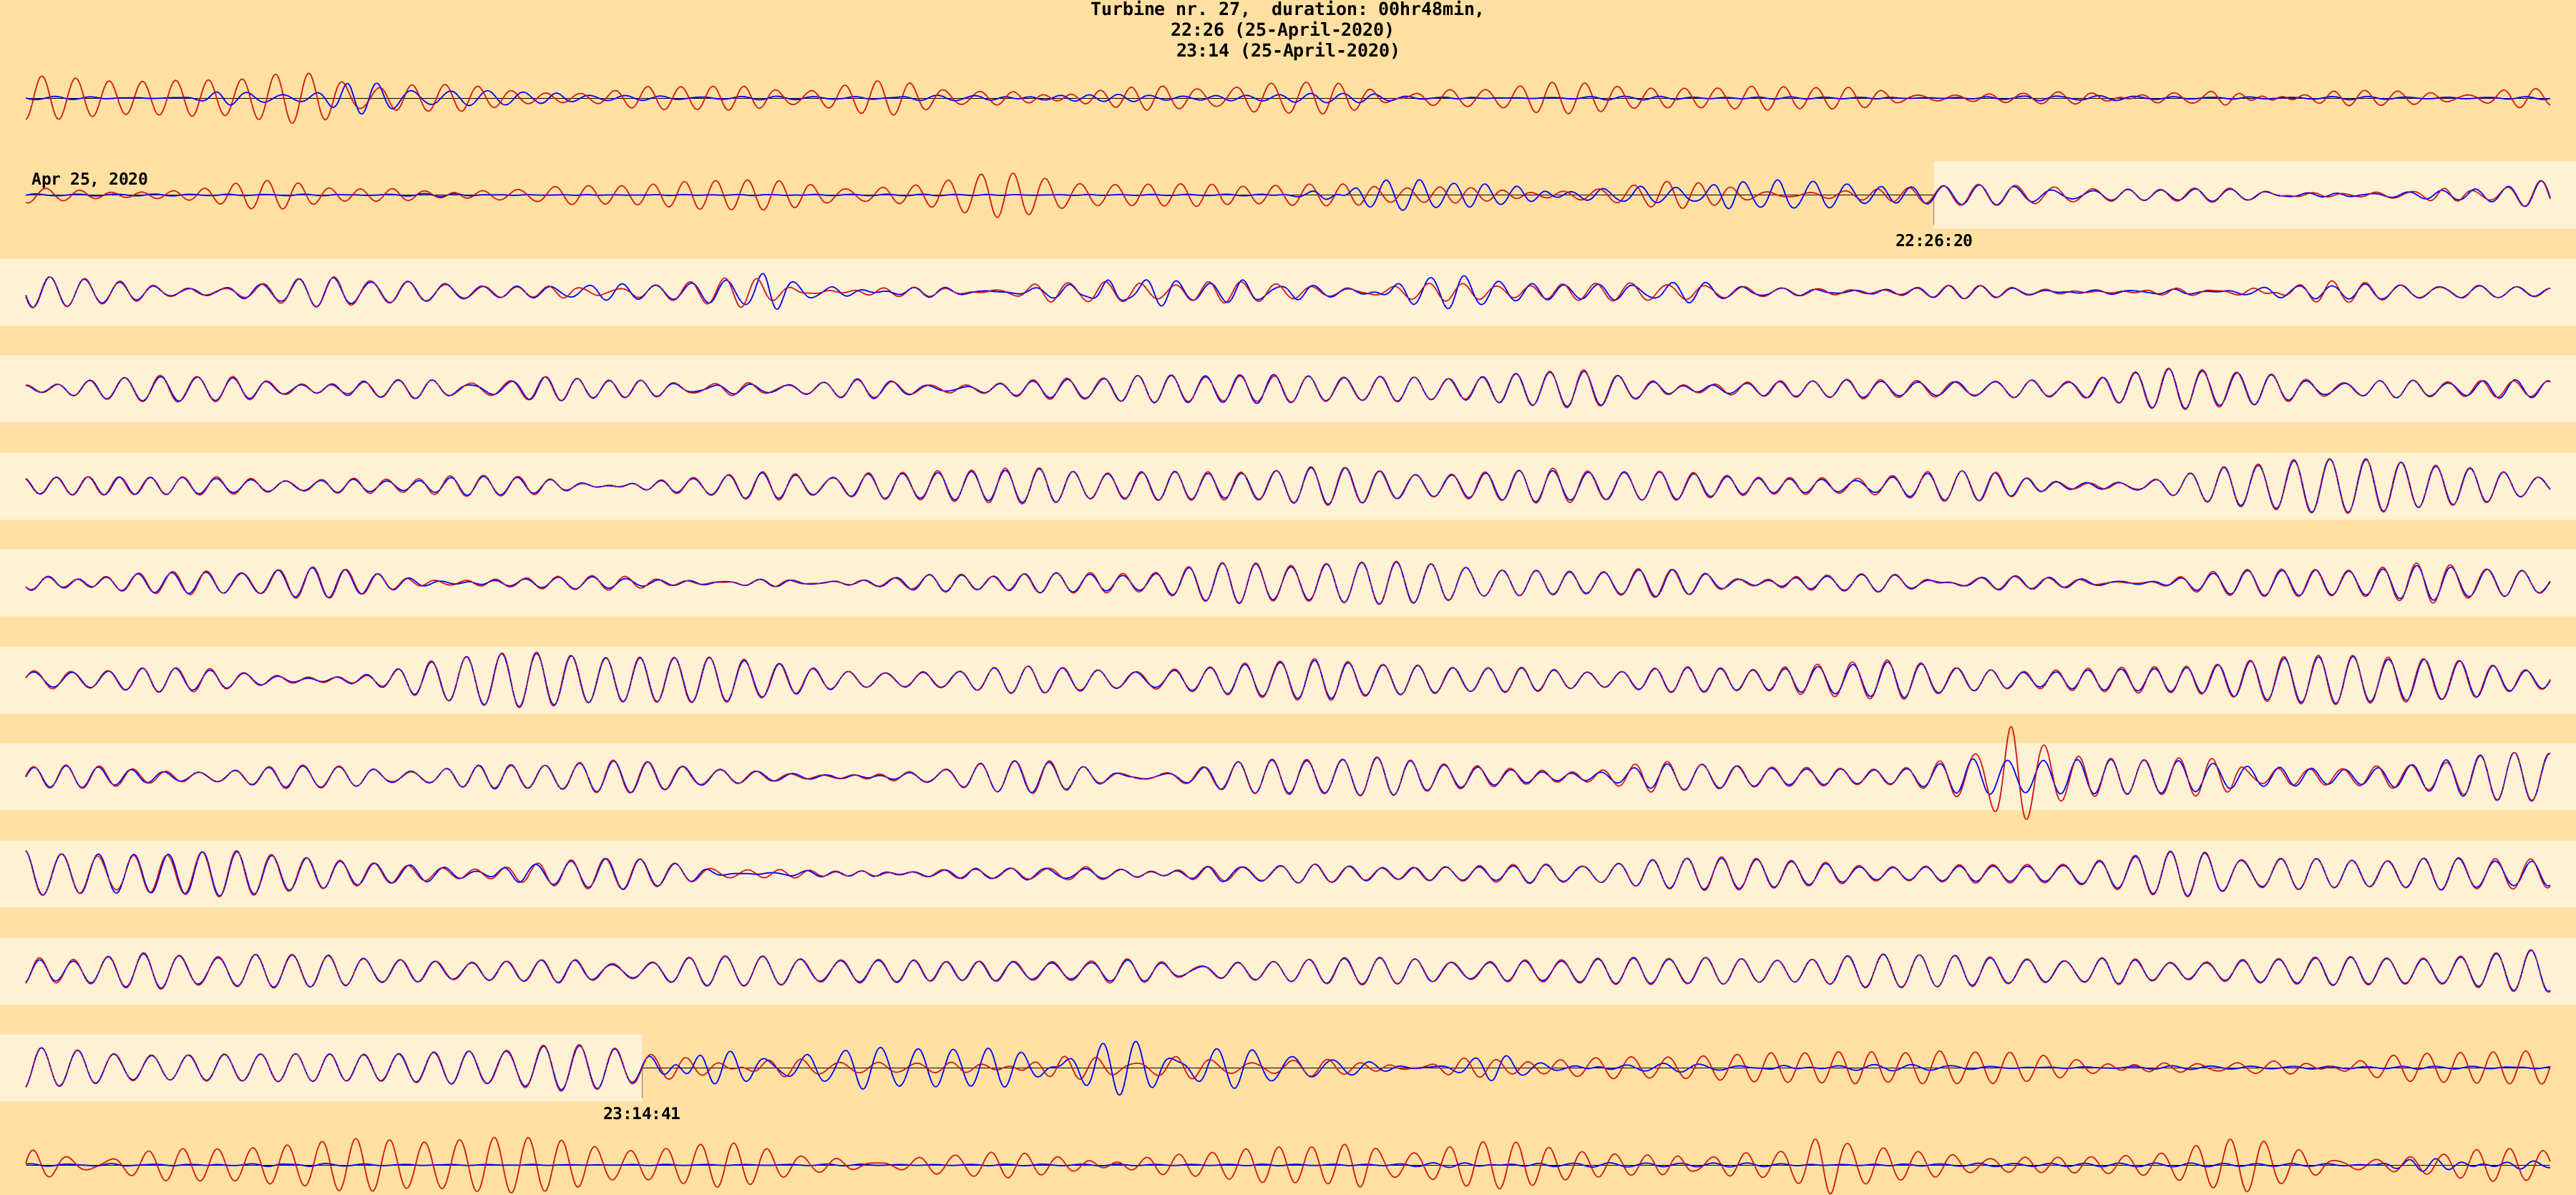 Turbine nr. 27,  duration: 00hr48min,
22:26 (25-April-2020)
23:14 (25-April-2020)
Apr 25, 2020
22:26:20
23:14:41